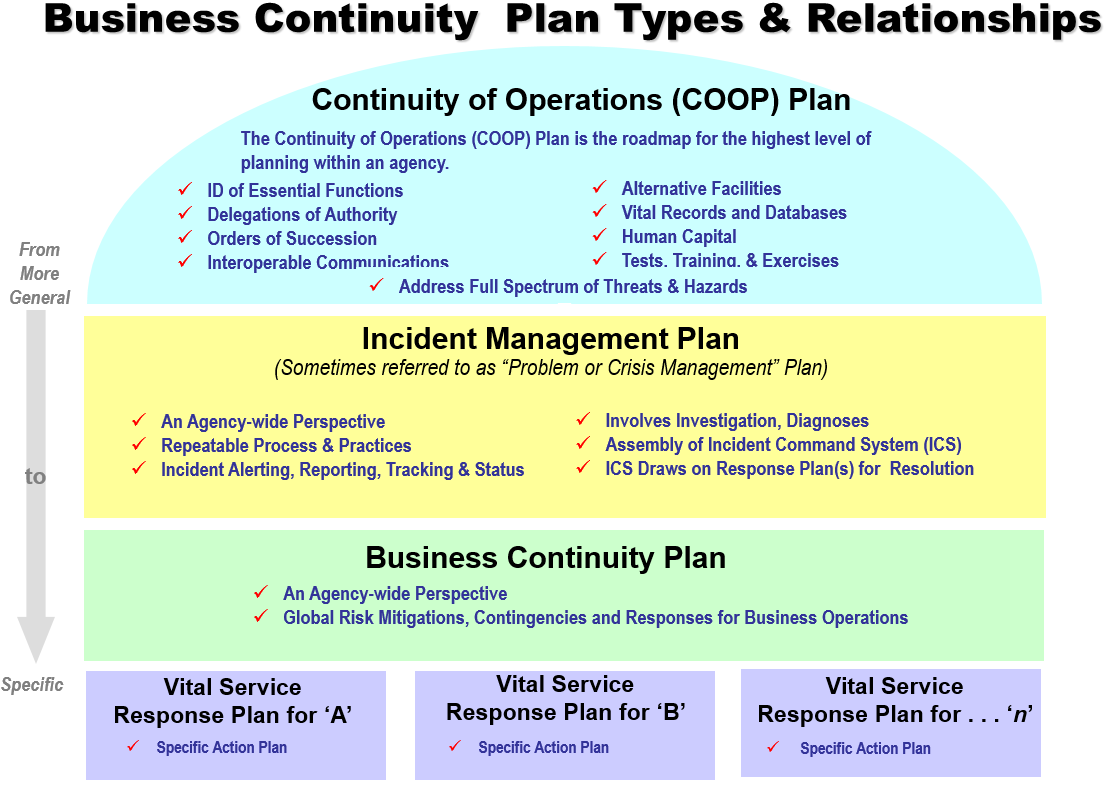 Business Continuity  Plan Types & Relationships
Continuity of Operations (COOP) Plan
The Continuity of Operations (COOP) Plan is the roadmap for the highest level of
planning within an agency.
ID of Essential Functions
Delegations of Authority
Orders of Succession
Interoperable Communications
Alternative Facilities
Vital Records and Databases
Human Capital
Tests, Training, & Exercises
Address Full Spectrum of Threats & Hazards
From
More
General
to
Specific
Incident Management Plan
(Sometimes referred to as “Problem or Crisis Management” Plan)
An Agency-wide Perspective
Repeatable Process & Practices
Incident Alerting, Reporting, Tracking & Status
Involves Investigation, Diagnoses
Assembly of Incident Command System (ICS)
ICS Draws on Response Plan(s) for  Resolution
Business Continuity Plan
An Agency-wide Perspective
Global Risk Mitigations, Contingencies and Responses for Business Operations
Vital Service
Response Plan for ‘A’
Specific Action Plan
Vital Service
Response Plan for ‘B’
Specific Action Plan
Vital Service
Response Plan for . . . ‘n’
Specific Action Plan